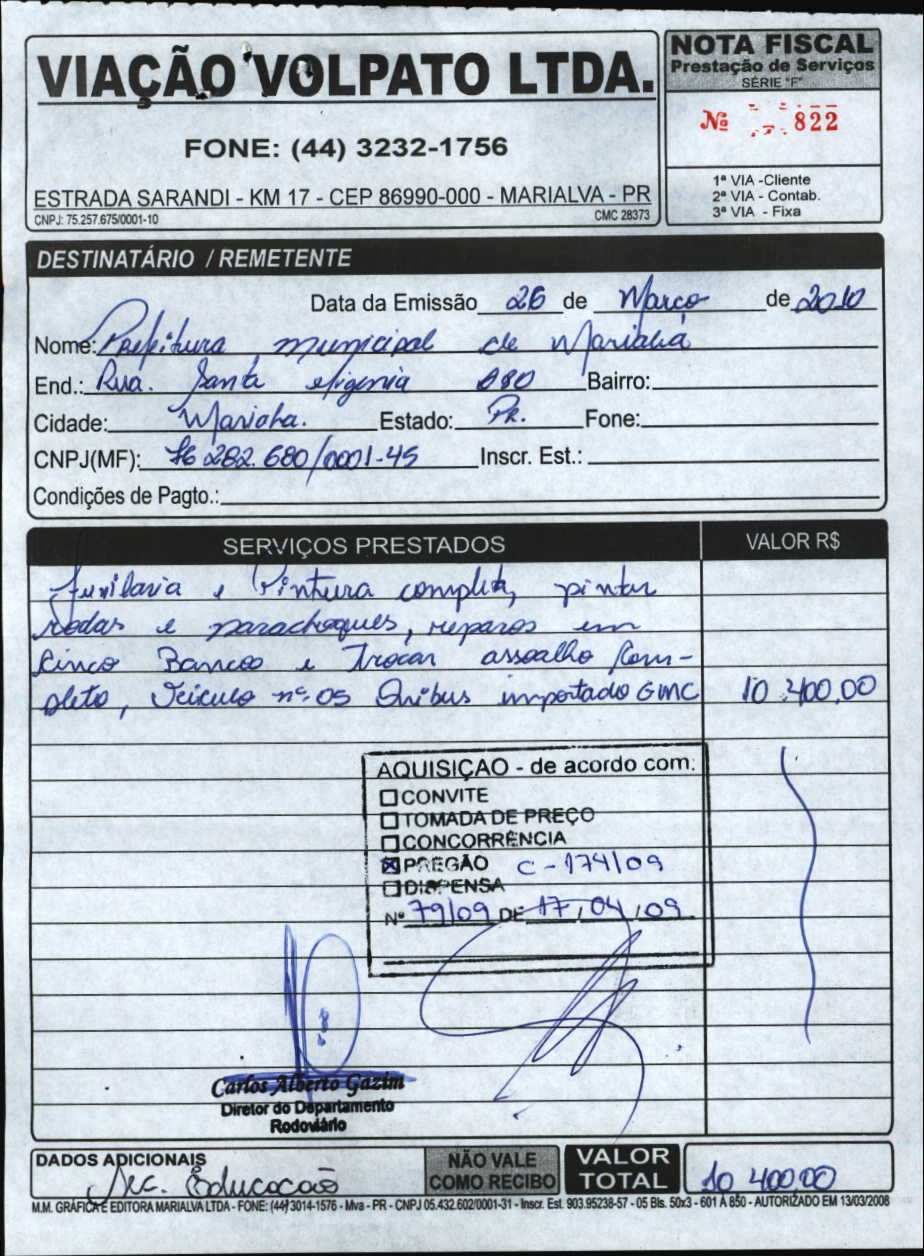 VIAÇÃO VOLPATO LTDA.
FONE: (44) 3232-1756
ESTRADA SARANDI - KM 17 - CEP 86990-000 - MARIALVA - PR
CNPJ: 75.257.675/0001-10 CMC 28373
NOTA FISCAL
Prestação de Serviços
SÉRIE "F"
Nº 822
1ª VIA -Cliente
2ª VIA - Contab.
3ª VIA - Fixa
DESTINATÁRIO / REMETENTE
Data da Emissão 26 de Março de 2010
Nome: Prefeitura municipal de Marialva
End.: Rua. Santa efigenia 680 Bairro:
Cidade: Marialva. Estado: Pr. Fone:
CNPJ(MF): 76 282.680/0001-45 Inscr. Est.:
Condições de Pagto.:
SERVIÇOS PRESTADOS VALOR R$
Funilaria e Pintura completa, pintar
rodas e parachoques, reparos em
Cinco Bancos e Trocar assoalho Com-
pleto, Veiculo nº 05 Onibus importado GMC 10.400,00
AQUISIÇAO - de acordo com:
CONVITE
TOMADA DE PREÇO
CONCORRÊNCIA
PREGÃO C-174/09
DISPENSA
Nº 79/09 DE 17/04/09
Carlos Alberto Gazim
Diretor do Departamento
Rodoviário
DADOS ADICIONAIS
Sec. Educacão
NÃO VALE
COMO RECIBO
VALOR
TOTAL
10 400,00
M.M. GRÁFICA E EDITORA MARIALVA LTDA - FONE: (44) 3014-1576 - Mva - PR - CNPJ 05.432.602/0001-31 - Inscr. Est. 903.95238-57 - 05 Bls. 50x3 - 601 A 850 - AUTORIZADO EM 13/03/2008